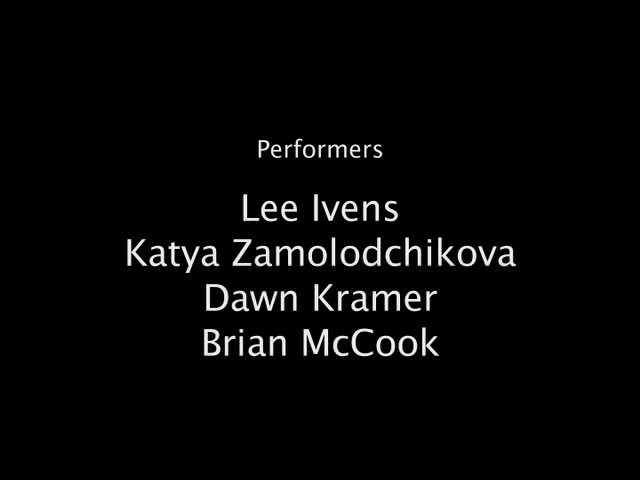 Performers
Lee Ivens
Katya Zamolodchikova
Dawn Kramer
Brian McCook